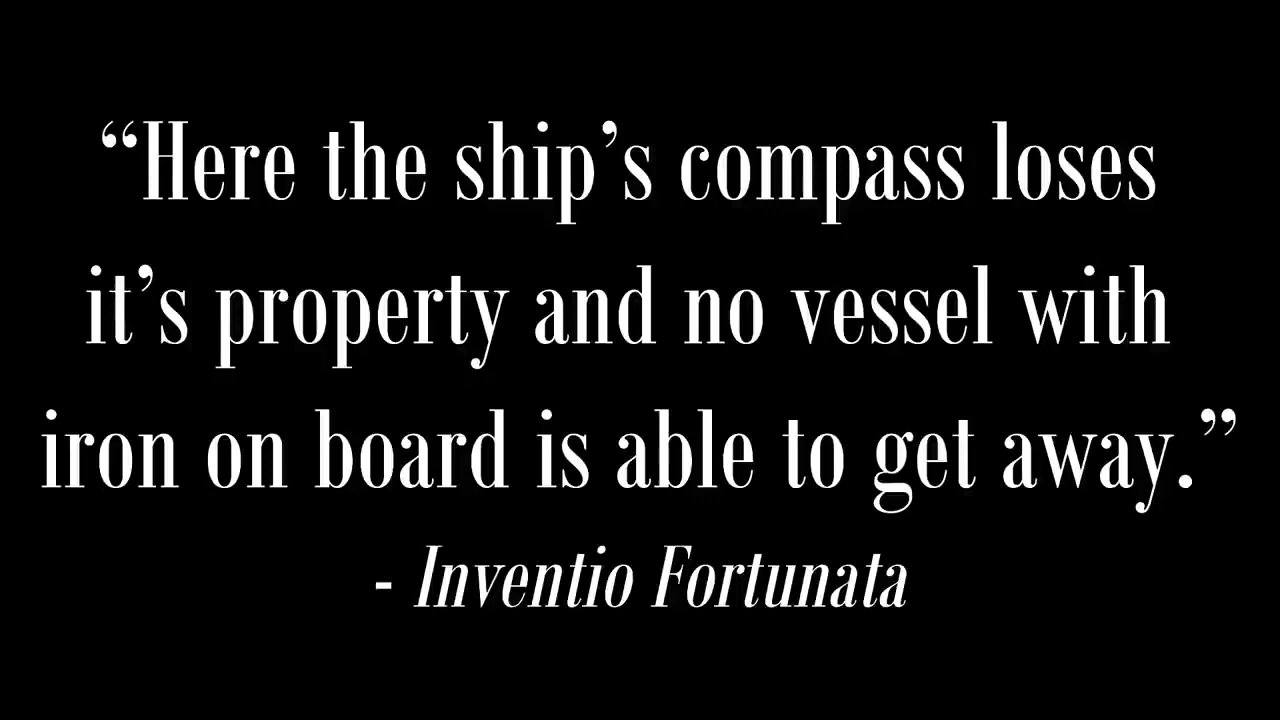 “Here the ship’s compass loses
it’s property and no vessel with
iron on board is able to get away.”
- Inventio Fortunata